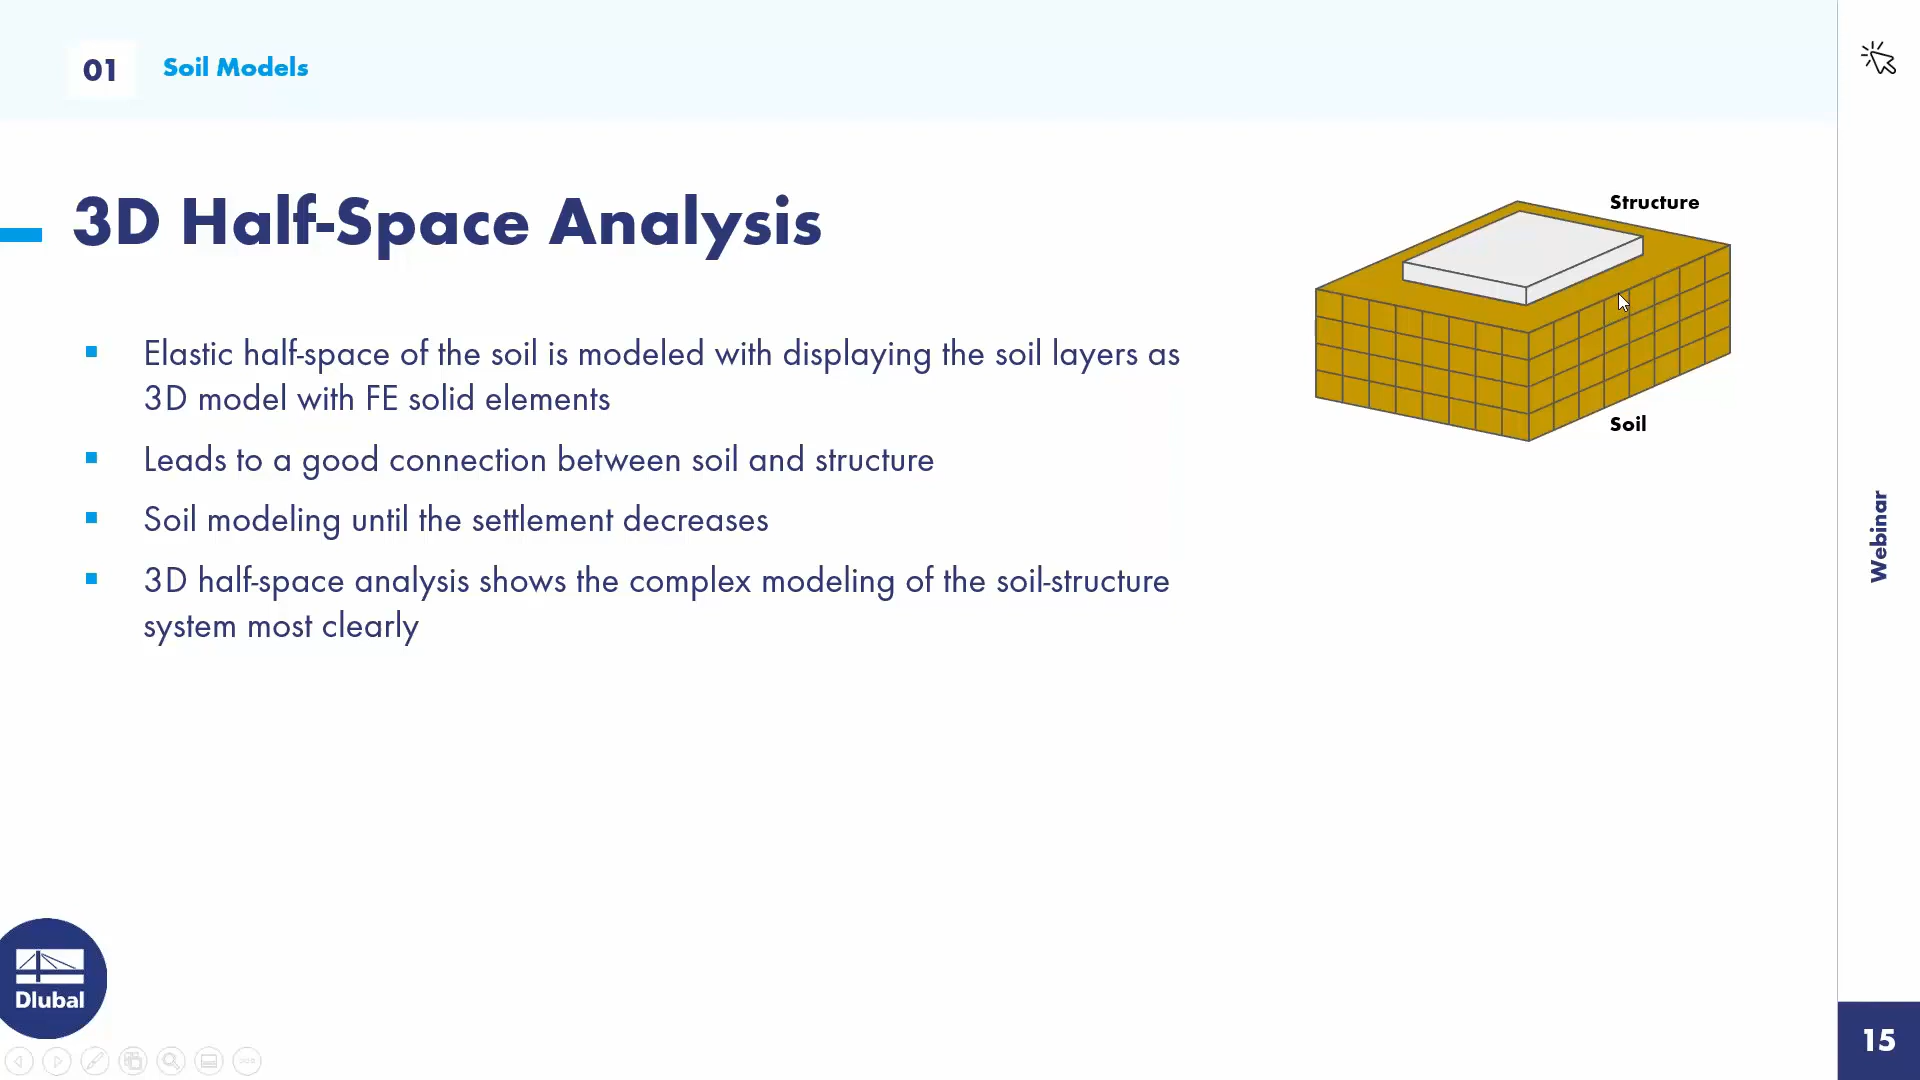 01 Soil Models
3D Half-Space Analysis
Elastic half-space of the soil is modeled with displaying the soil layers as
3D model with FE solid elements
Leads to a good connection between soil and structure
Soil modeling until the settlement decreases
3D half-space analysis shows the complex modeling of the soil-structure
system most clearly
Structure
Soil
Webinar
Dlubal
15